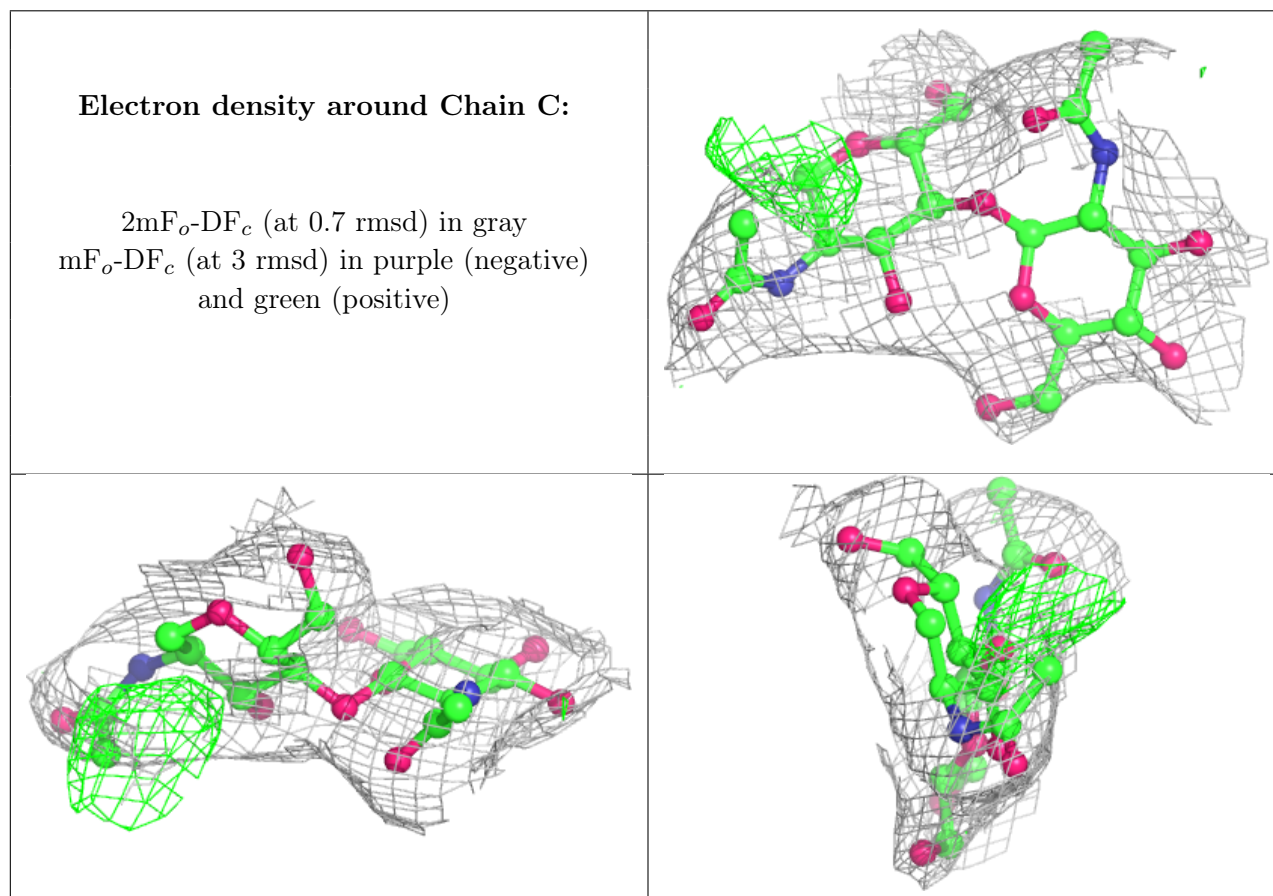 Electron density around Chain C:
2mFo-DFc (at 0.7 rmsd) in gray
mFo-DFc (at 3 rmsd) in purple (negative)
and green (positive)